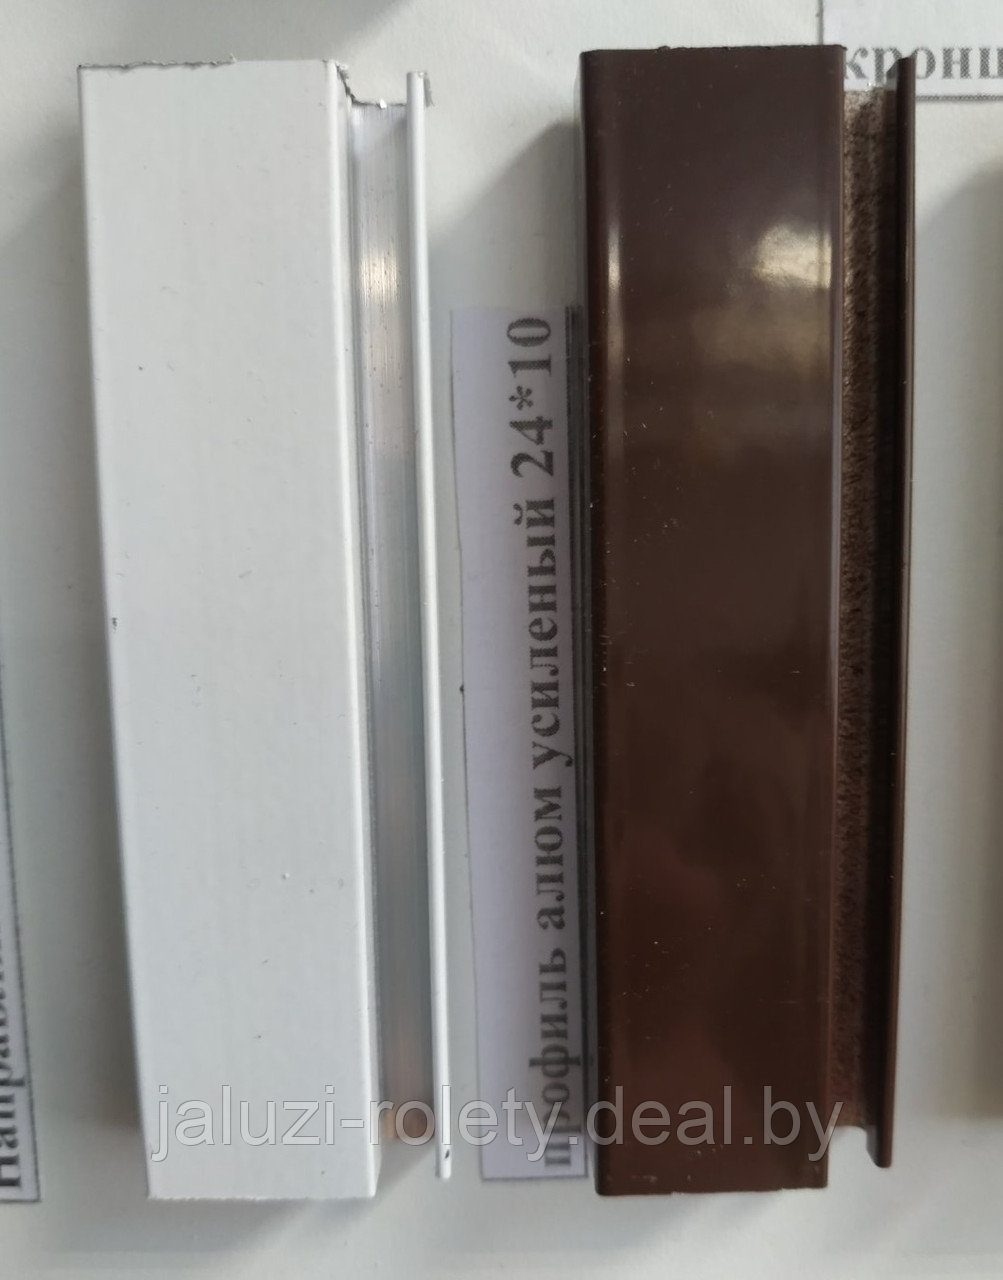 кронш
профиль алюм усиленый 24*10
jaluzi-rolety.deal.by